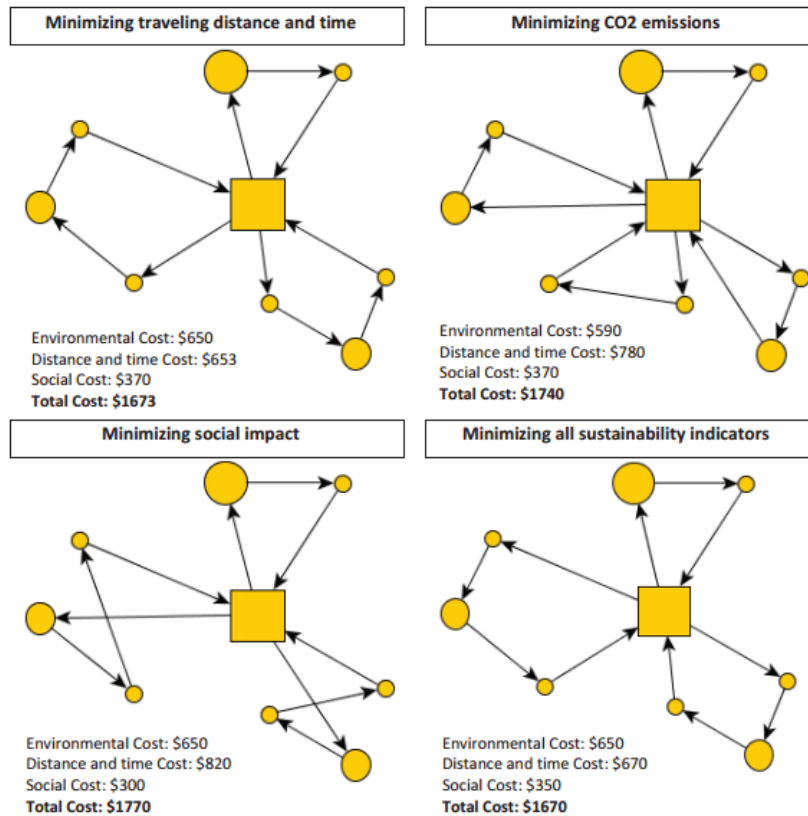 Minimizing traveling distance and time
Environmental Cost: $650
Distance and time Cost: $653
Social Cost: $370
Total Cost: $1673
Minimizing CO2 emissions
Environmental Cost: $590
Distance and time Cost: $780
Social Cost: $370
Total Cost: $1740
Minimizing social impact
Environmental Cost: $650
Distance and time Cost: $820
Social Cost: $300
Total Cost: $1770
Minimizing all sustainability indicators
Environmental Cost: $650
Distance and time Cost: $670
Social Cost: $350
Total Cost: $1670